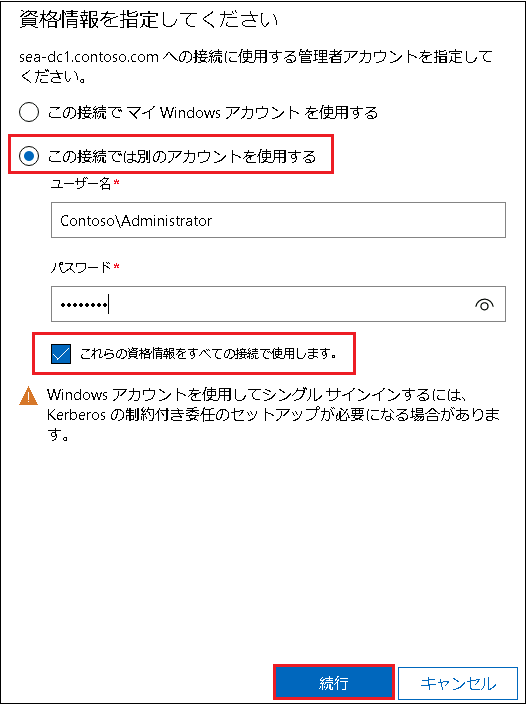 資格情報を指定してください
sea-dc1.contoso.com への接続に使用する管理者アカウントを指定して
ください。
この接続で マイ Windows アカウント を使用する
この接続では別のアカウントを使用する
ユーザー名*
Contoso\Administrator
パスワード*
••••••••
これらの資格情報をすべての接続で使用します。
Windows アカウントを使用してシングル サインインするには、
Kerberos の制約付き委任のセットアップが必要になる場合がありま
す。
続行
キャンセル